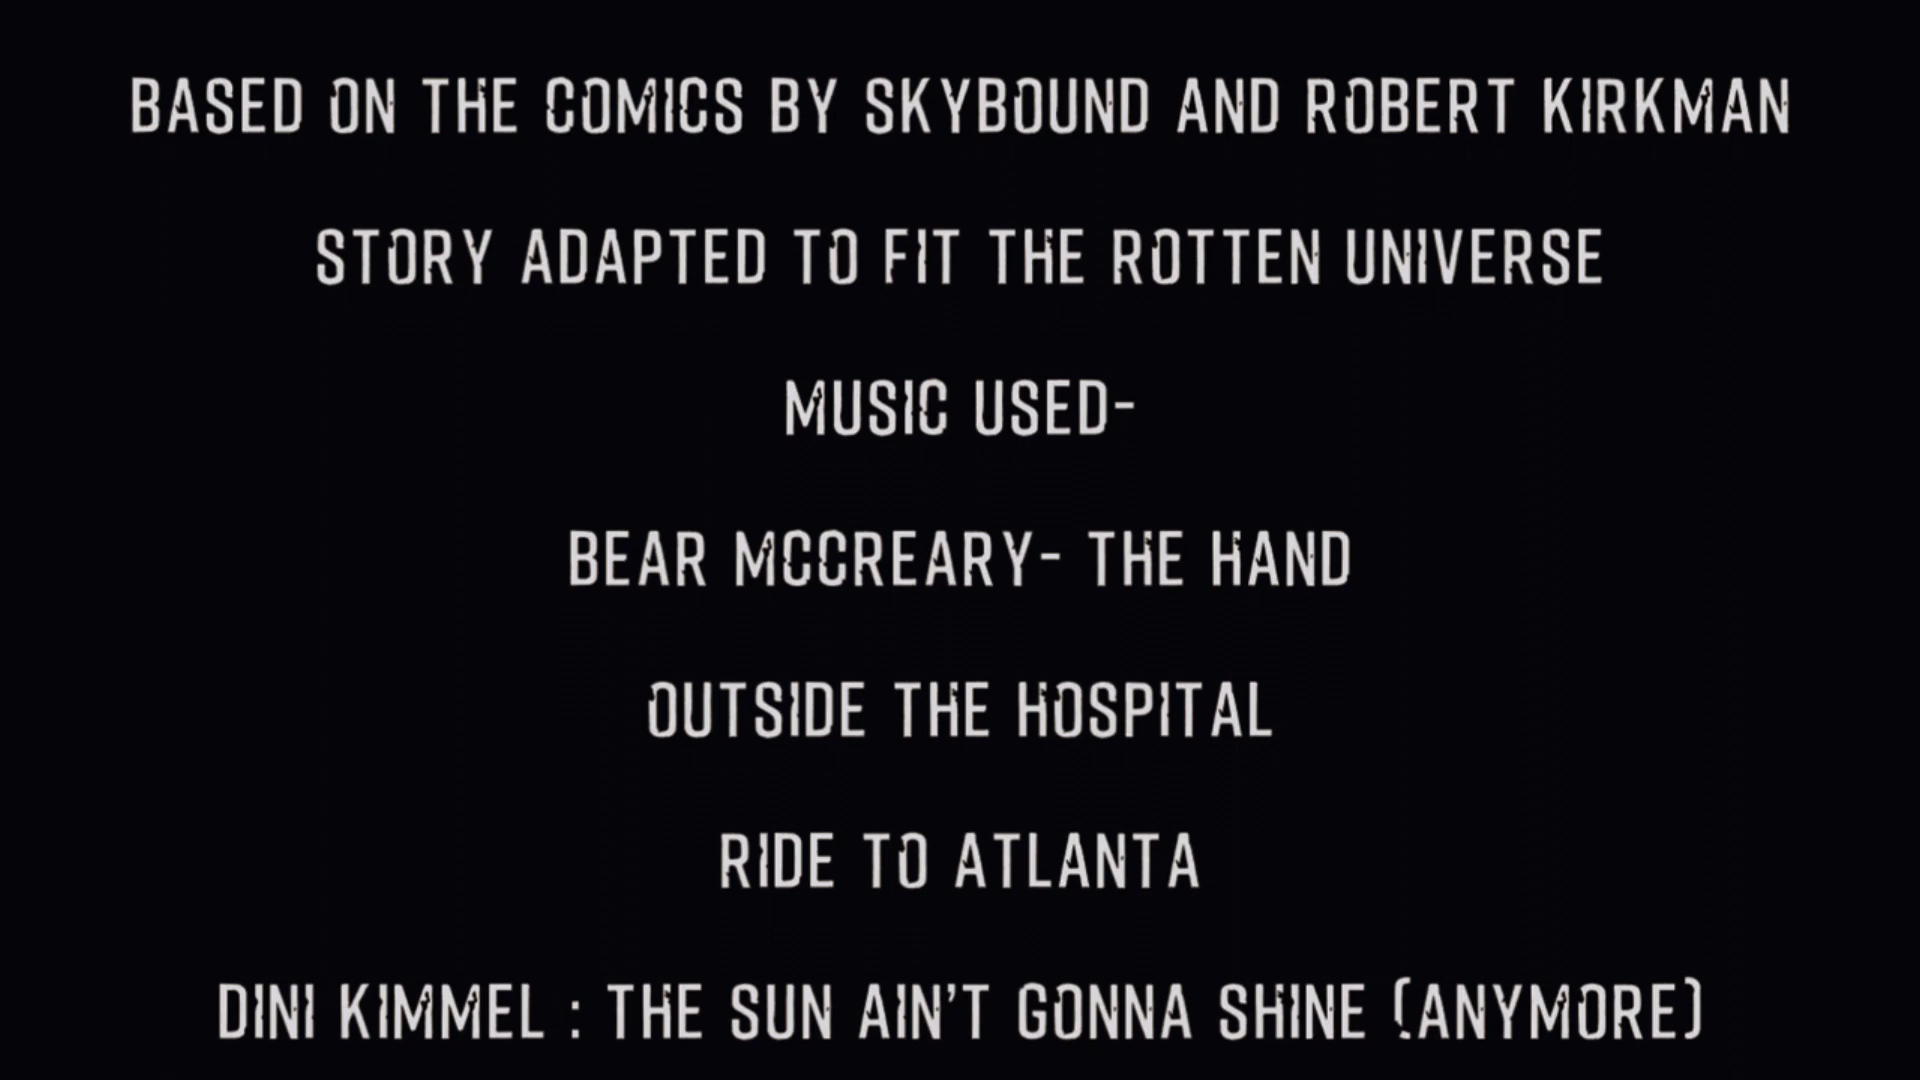 BASED ON THE COMICS BY SKYBOUND AND ROBERT KIRKMAN
STORY ADAPTED TO FIT THE ROTTEN UNIVERSE
MUSIC USED-
BEAR MCCREARY- THE HAND
OUTSIDE THE HOSPITAL
RIDE TO ATLANTA
DINI KIMMEL : THE SUN AIN'T GONNA SHINE (ANYMORE)